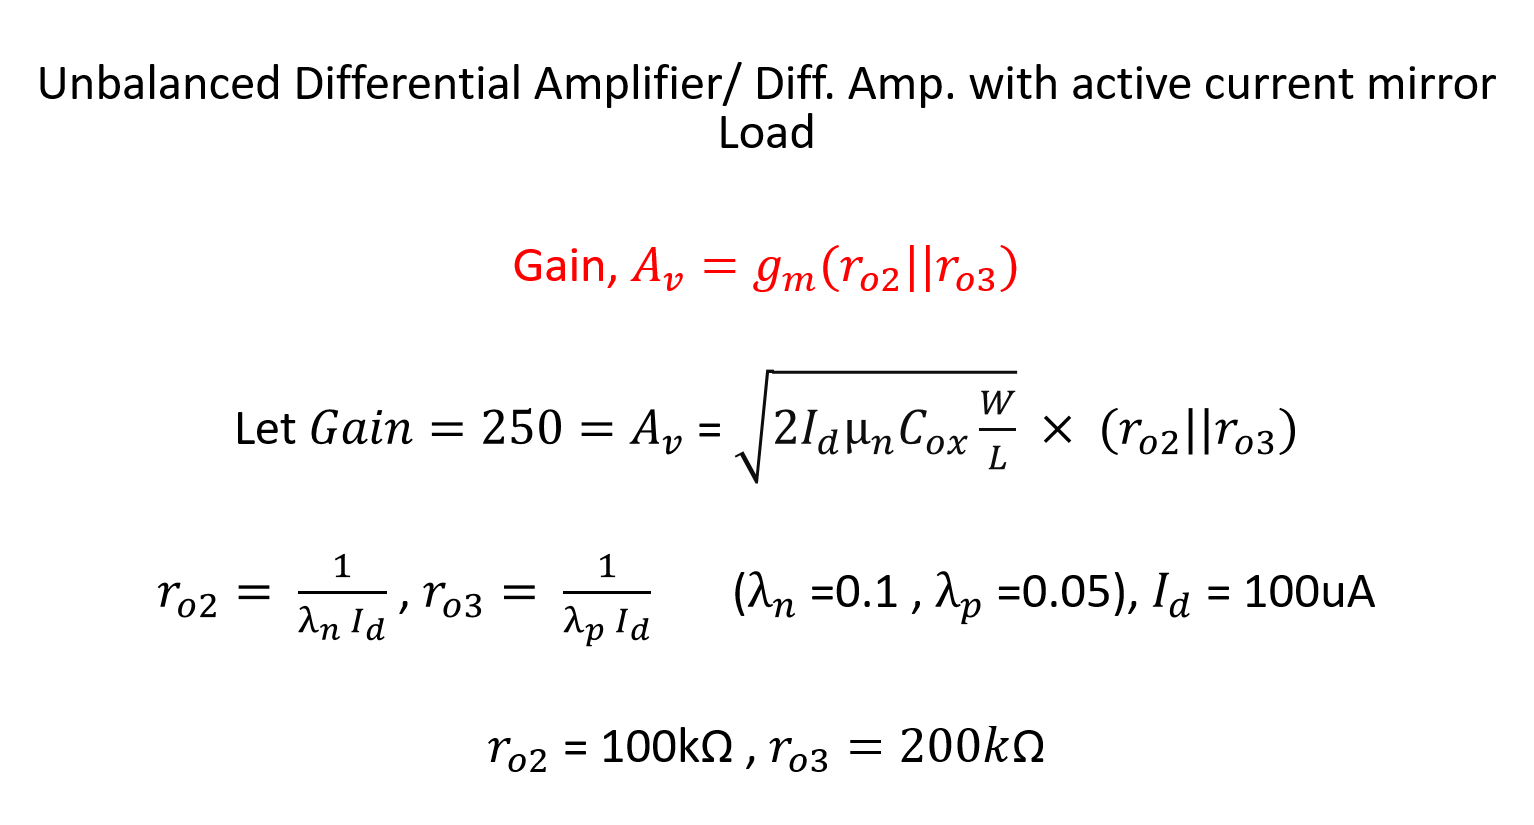 Unbalanced Differential Amplifier/ Diff. Amp. with active current mirror
Load
Gain, $A_v = g_m(r_{o2}||r_{o3})$
Let $Gain = 250 = A_v$ = $\sqrt{2I_d\mu_n C_{ox}\frac{W}{L}} \times (r_{o2}||r_{o3})$
$r_{o2} = \frac{1}{\lambda_n I_d}$ , $r_{o3} = \frac{1}{\lambda_p I_d}$ ($\lambda_n$ =0.1 , $\lambda_p$ =0.05), $I_d$ = 100uA
$r_{o2}$ = 100kΩ , $r_{o3} = 200k$Ω